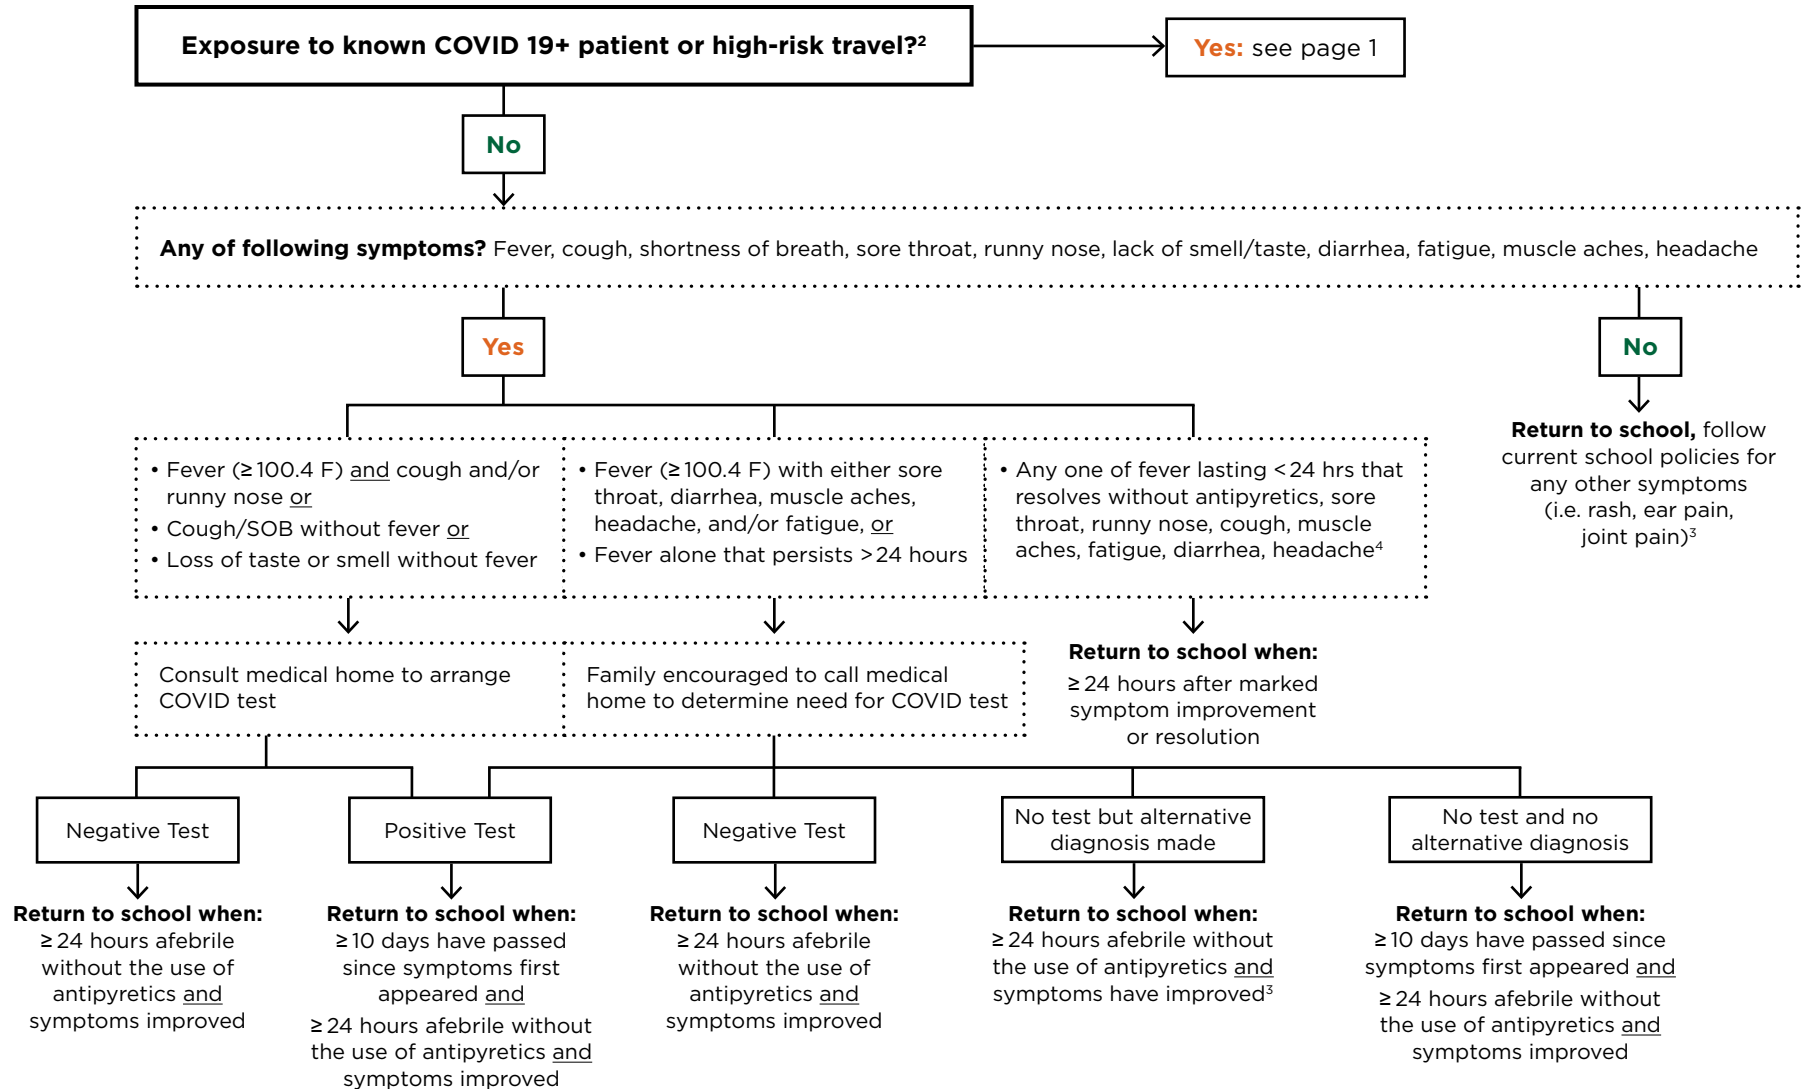 Exposure to known COVID 19+ patient or high-risk travel?²
Yes: see page 1
No
Any of following symptoms? Fever, cough, shortness of breath, sore throat, runny nose, lack of smell/taste, diarrhea, fatigue, muscle aches, headache
Yes
No
• Fever (≥100.4 F) and cough and/or
runny nose or
• Cough/SOB without fever or
• Loss of taste or smell without fever
• Fever (≥100.4 F) with either sore
throat, diarrhea, muscle aches,
headache, and/or fatigue, or
• Fever alone that persists >24 hours
• Any one of fever lasting <24 hrs that
resolves without antipyretics, sore
throat, runny nose, cough, muscle
aches, fatigue, diarrhea, headache⁴
Return to school, follow
current school policies for
any other symptoms
(i.e. rash, ear pain,
joint pain)³
Consult medical home to arrange
COVID test
Family encouraged to call medical
home to determine need for COVID test
Return to school when:
≥24 hours after marked
symptom improvement
or resolution
Negative Test
Positive Test
Negative Test
No test but alternative
diagnosis made
No test and no
alternative diagnosis
Return to school when:
≥24 hours afebrile
without the use of
antipyretics and
symptoms improved
Return to school when:
≥10 days have passed
since symptoms first
appeared and
≥24 hours afebrile without
the use of antipyretics and
symptoms improved
Return to school when:
≥24 hours afebrile
without the use of
antipyretics and
symptoms improved
Return to school when:
≥24 hours afebrile without
the use of antipyretics and
symptoms have improved³
Return to school when:
≥10 days have passed since
symptoms first appeared and
≥24 hours afebrile without
the use of antipyretics and
symptoms improved